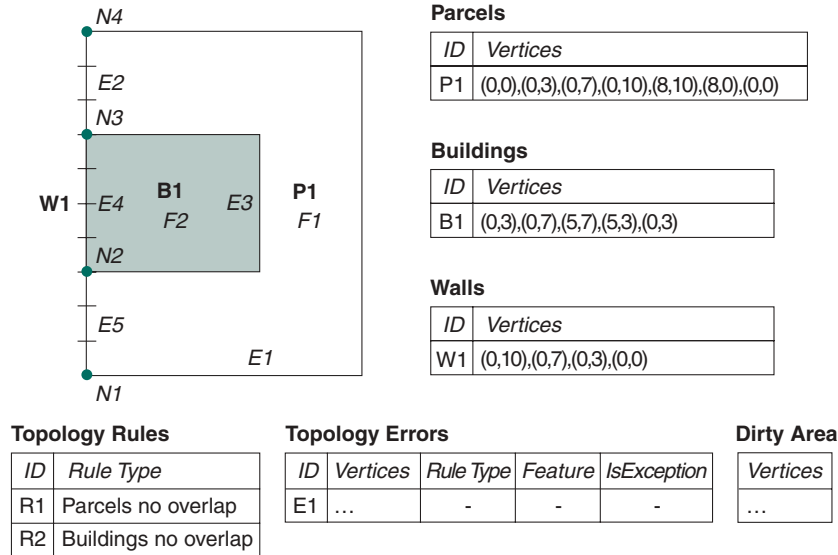 N4
E2
N3
W1 E4 B1 E3 P1
F2 F1
N2
E5
E1
N1
Parcels
ID Vertices
P1 (0,0),(0,3),(0,7),(0,10),(8,10),(8,0),(0,0)
Buildings
ID Vertices
B1 (0,3),(0,7),(5,7),(5,3),(0,3)
Walls
ID Vertices
W1 (0,10),(0,7),(0,3),(0,0)
Topology Rules
ID Rule Type
R1 Parcels no overlap
R2 Buildings no overlap
Topology Errors
ID Vertices Rule Type Feature IsException
E1 ... - - -
Dirty Area
Vertices
...